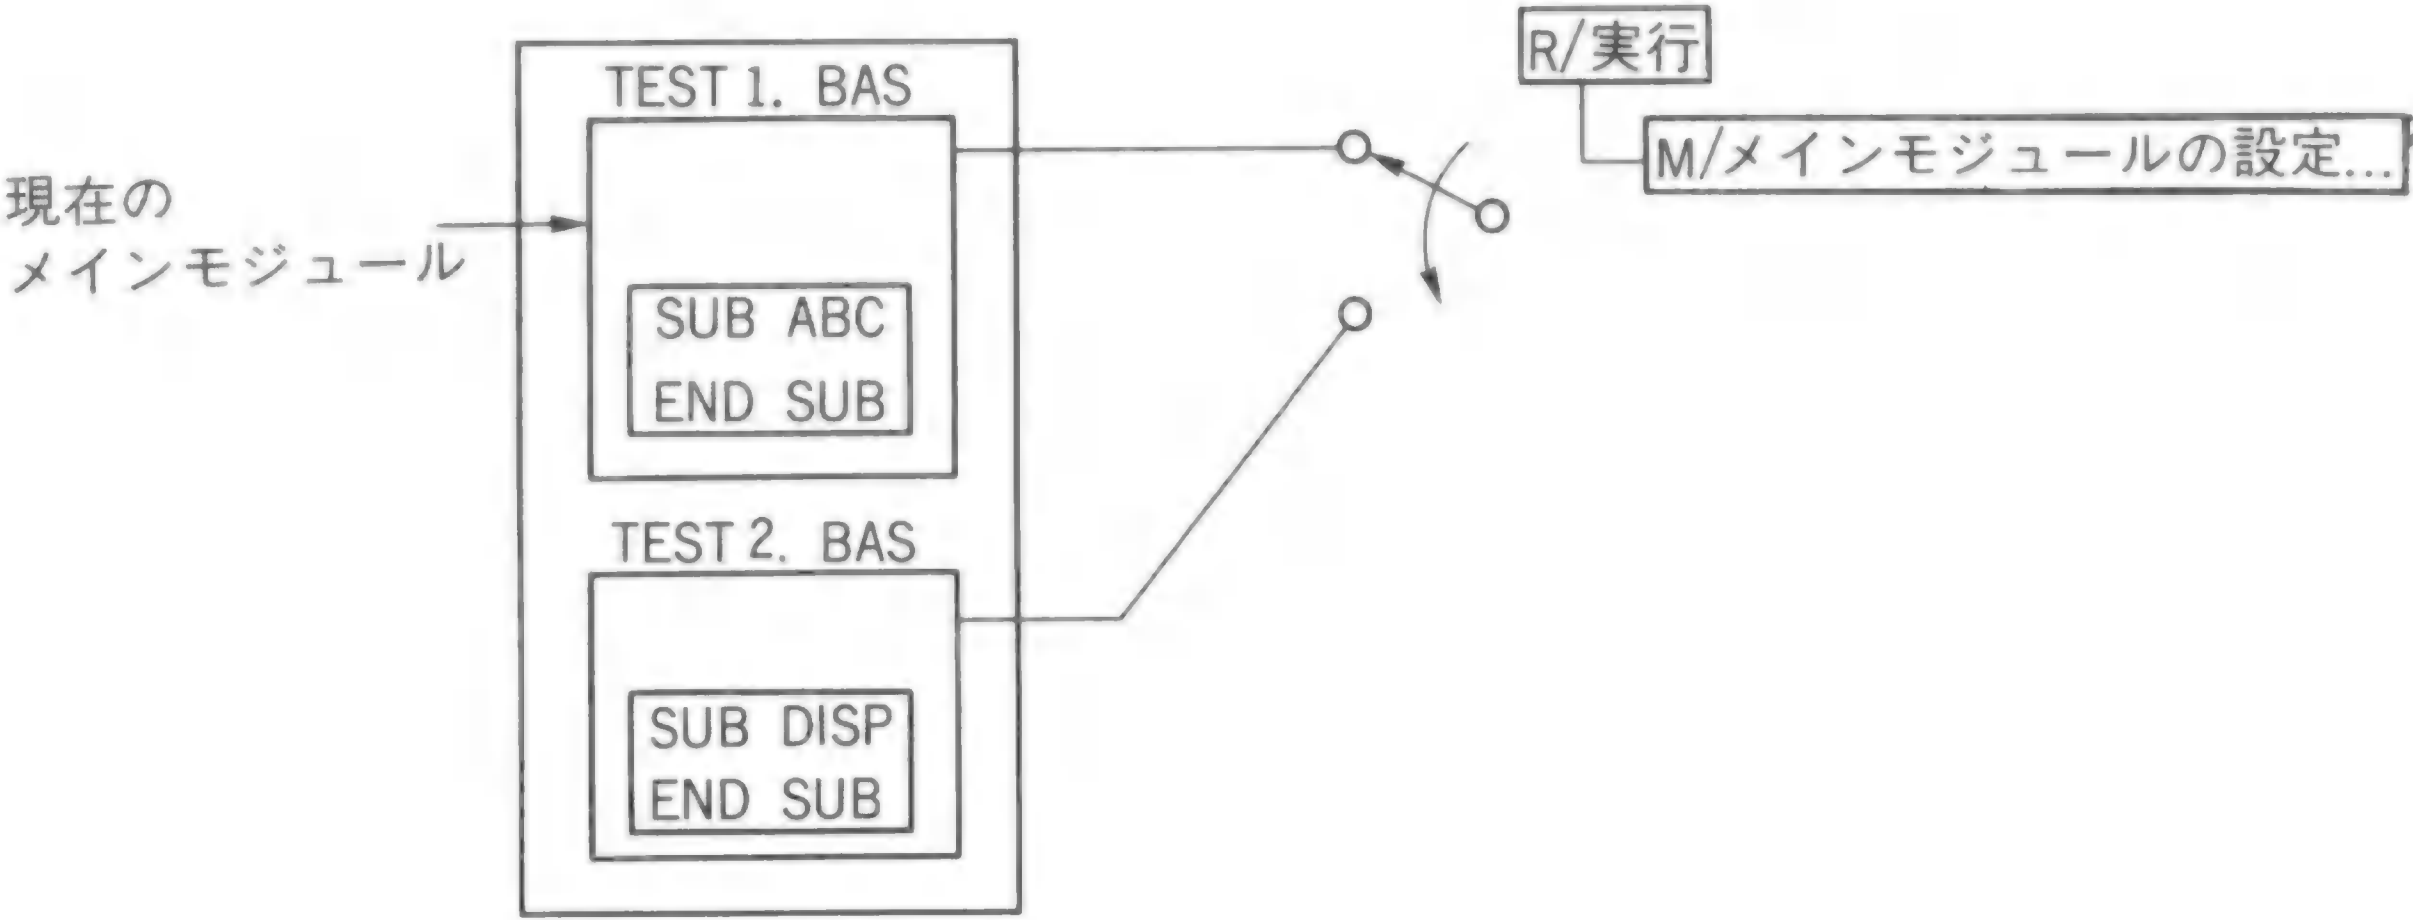 R/実行
M/メインモジュールの設定...
現在の
メインモジュール
TEST 1. BAS
SUB ABC
END SUB
TEST 2. BAS
SUB DISP
END SUB